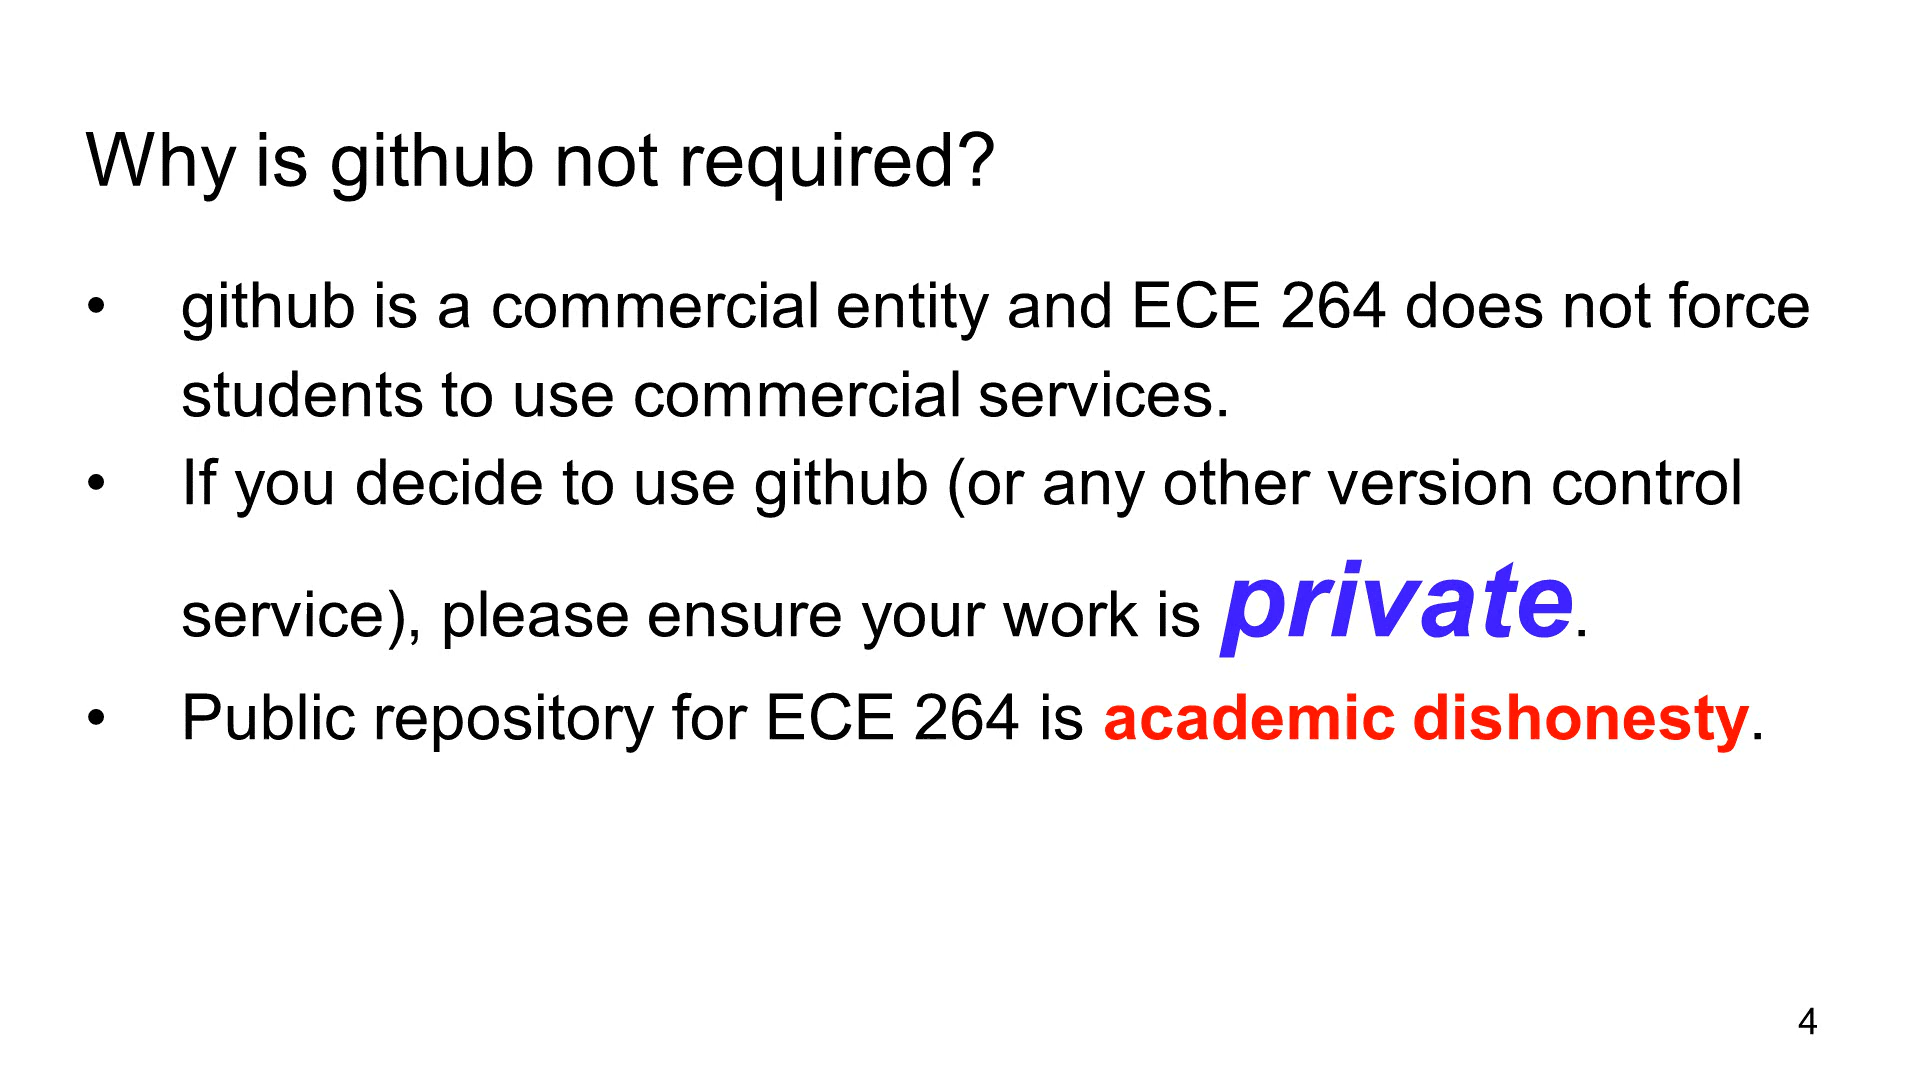 Why is github not required?
• github is a commercial entity and ECE 264 does not force
students to use commercial services.
• If you decide to use github (or any other version control
service), please ensure your work is private.
• Public repository for ECE 264 is academic dishonesty.
4